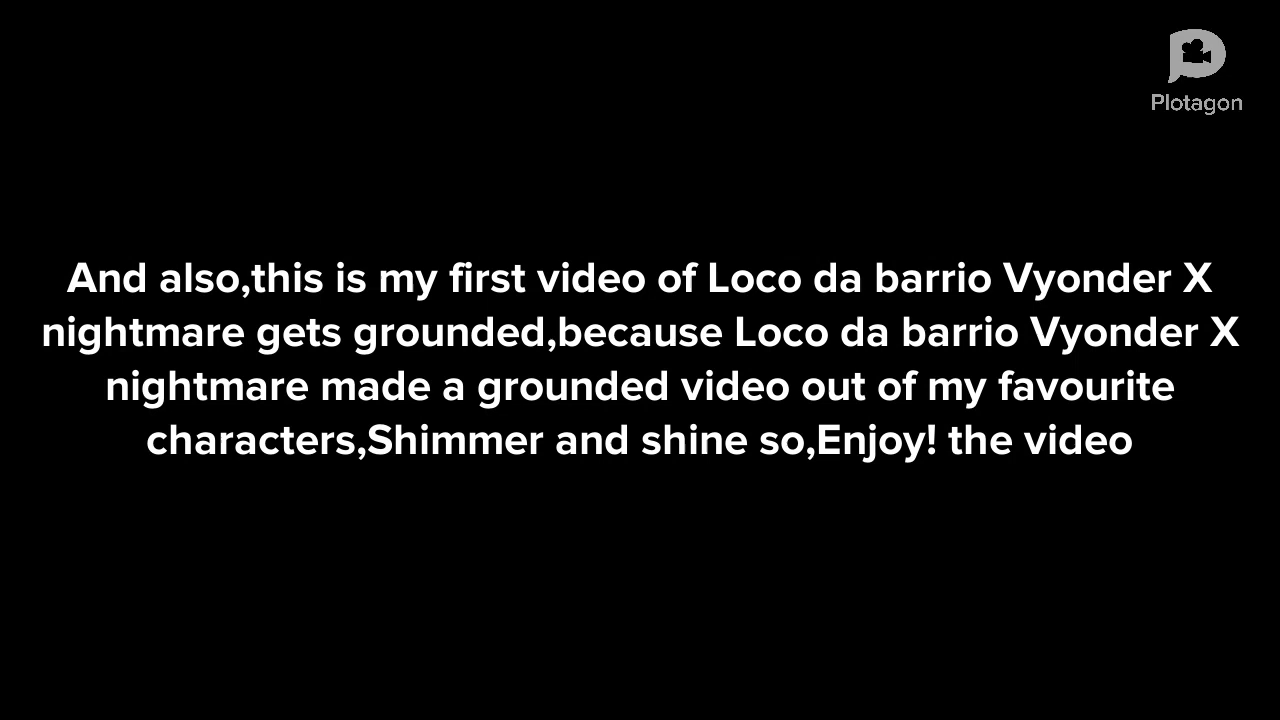 Plotagon
And also,this is my first video of Loco da barrio Vyonder X
nightmare gets grounded,because Loco da barrio Vyonder X
nightmare made a grounded video out of my favourite
characters,Shimmer and shine so,Enjoy! the video